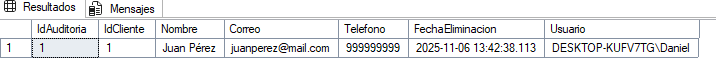 Resultados Mensajes
IdAuditoria IdCliente Nombre Correo Telefono FechaEliminacion Usuario
1 1 1 Juan Pérez juanperez@mail.com 999999999 2025-11-06 13:42:38.113 DESKTOP-KUFV7TG\Daniel